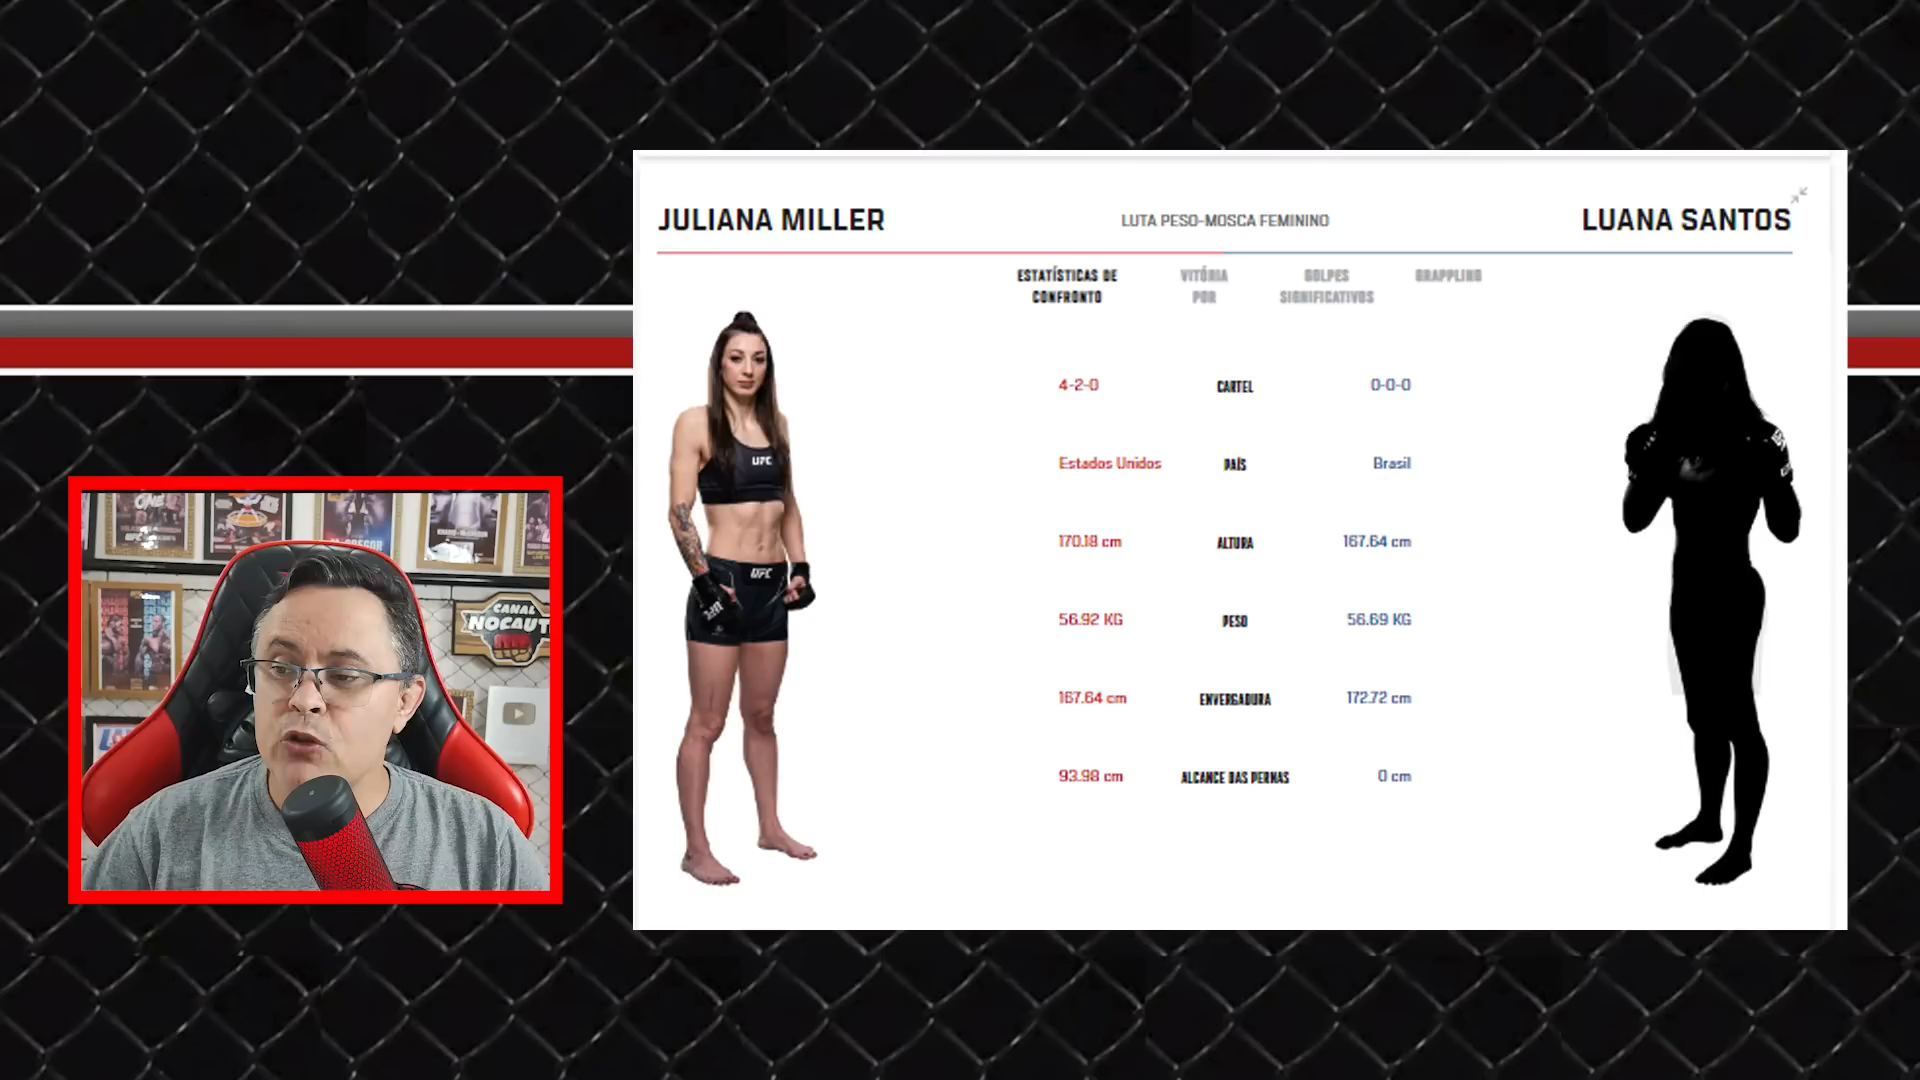 JULIANA MILLER
LUTA PESO-MOSCA FEMININO
LUANA SANTOS
ESTATÍSTICAS DE
CONFRONTO
VITÓRIA
POR
GOLPES
SIGNIFICATIVOS
GRAPPLING
4-2-0 CARTEL 0-0-0
Estados Unidos PAÍS Brasil
170.18 cm ALTURA 167.64 cm
56.92 KG PESO 56.69 KG
167.64 cm ENVERGADURA 172.72 cm
93.98 cm ALCANCE DAS PERNAS 0 cm
UFC
UFC
ONE
CANAL
NOCAUT